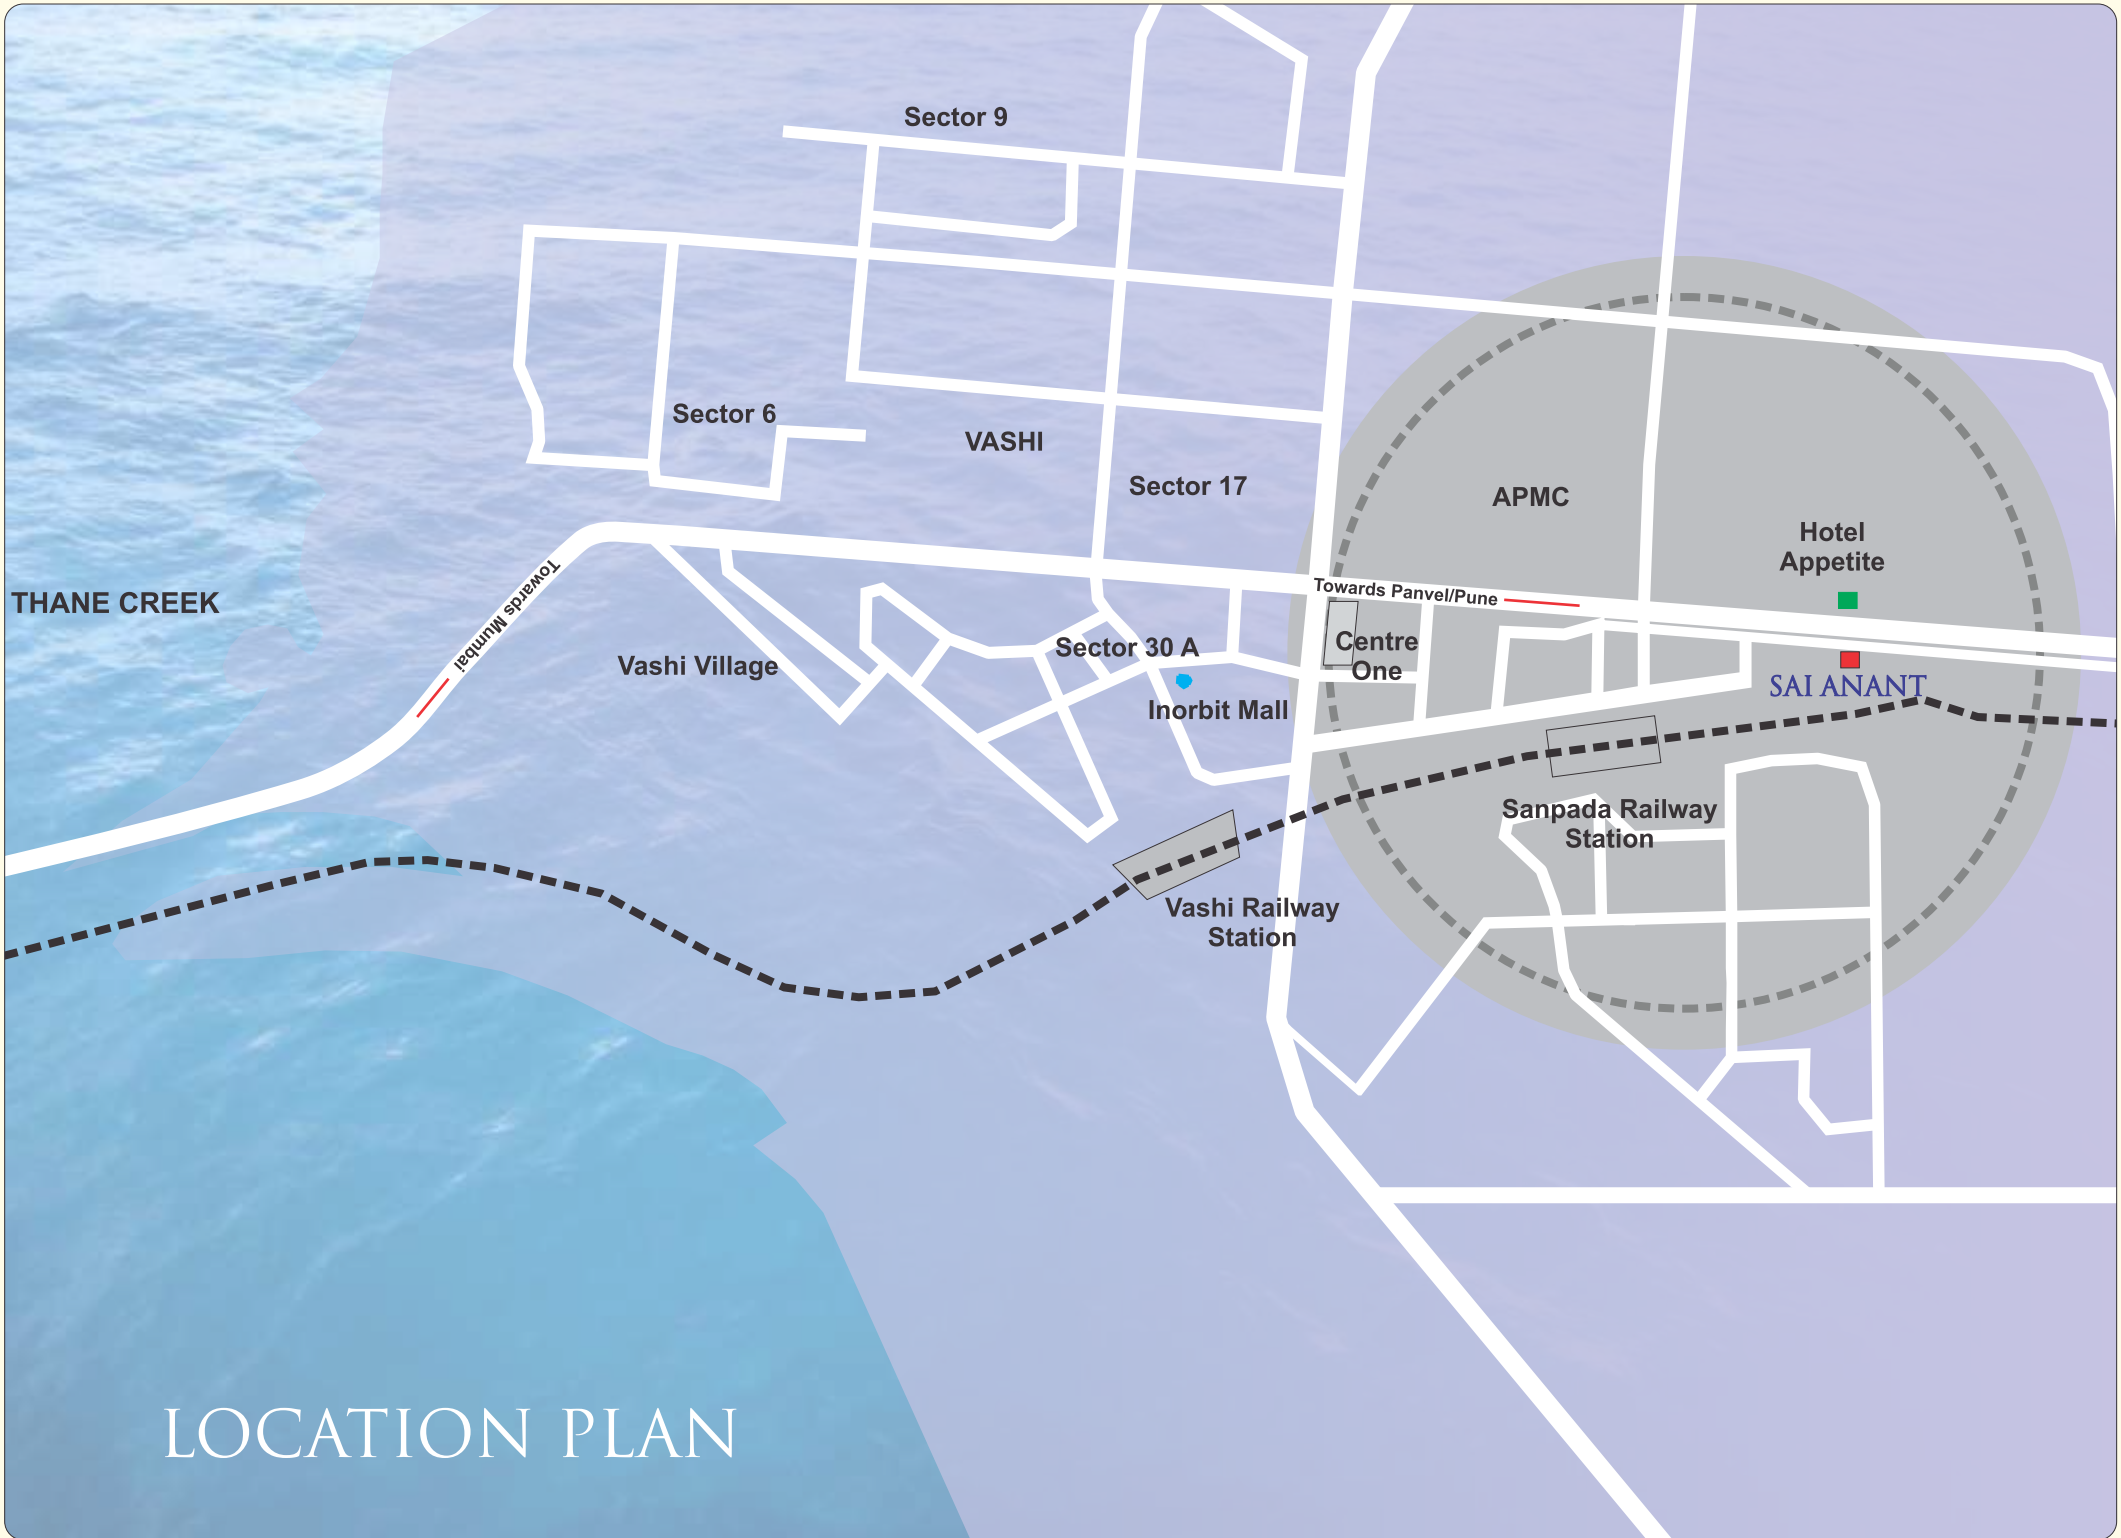 Sector 9
Sector 6
VASHI
Sector 17
APMC
Hotel
Appetite
Towards Mumbai
Towards Panvel/Pune
THANE CREEK
Vashi Village
Sector 30 A
Centre
One
SAI ANANT
Inorbit Mall
Sanpada Railway
Station
Vashi Railway
Station
LOCATION PLAN